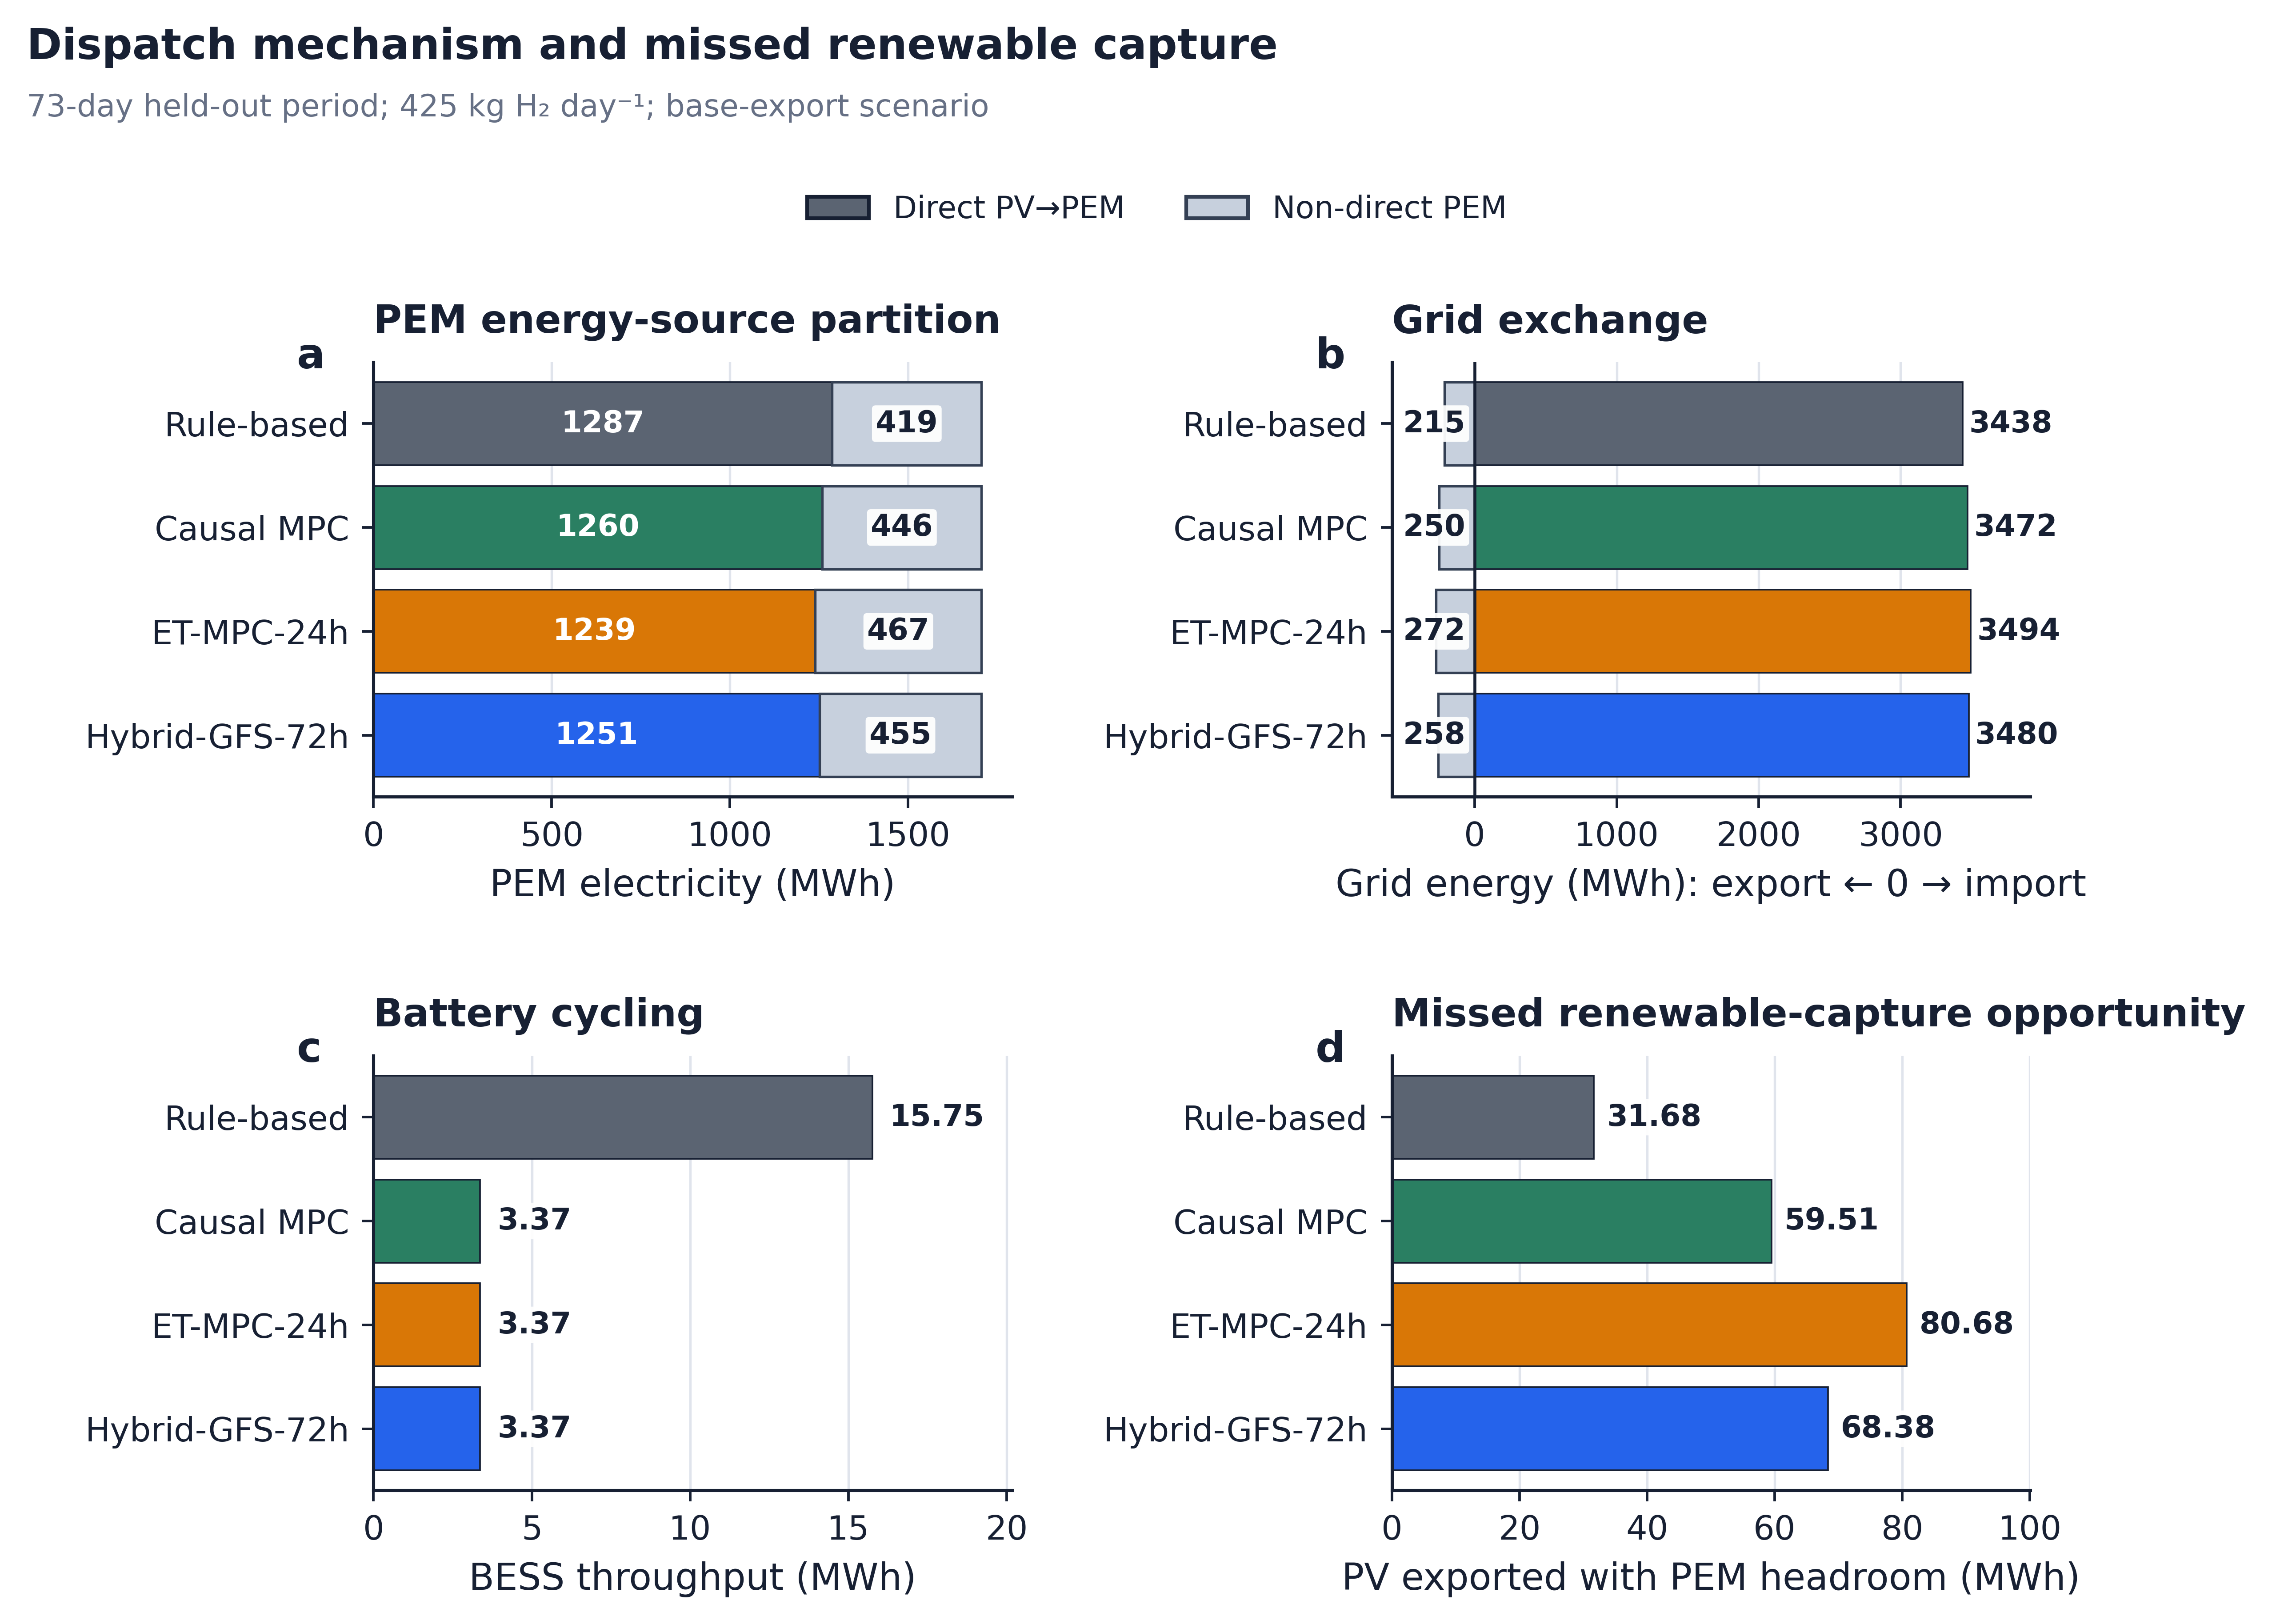 Dispatch mechanism and missed renewable capture
73-day held-out period; 425 kg H₂ day⁻¹; base-export scenario
Direct PV→PEM
Non-direct PEM
a
PEM energy-source partition
Rule-based
1287
419
Causal MPC
1260
446
ET-MPC-24h
1239
467
Hybrid-GFS-72h
1251
455
0 500 1000 1500
PEM electricity (MWh)
b
Grid exchange
Rule-based
215
3438
Causal MPC
250
3472
ET-MPC-24h
272
3494
Hybrid-GFS-72h
258
3480
0 1000 2000 3000
Grid energy (MWh): export ← 0 → import
c
Battery cycling
Rule-based
15.75
Causal MPC
3.37
ET-MPC-24h
3.37
Hybrid-GFS-72h
3.37
0 5 10 15 20
BESS throughput (MWh)
d
Missed renewable-capture opportunity
Rule-based
31.68
Causal MPC
59.51
ET-MPC-24h
80.68
Hybrid-GFS-72h
68.38
0 20 40 60 80 100
PV exported with PEM headroom (MWh)